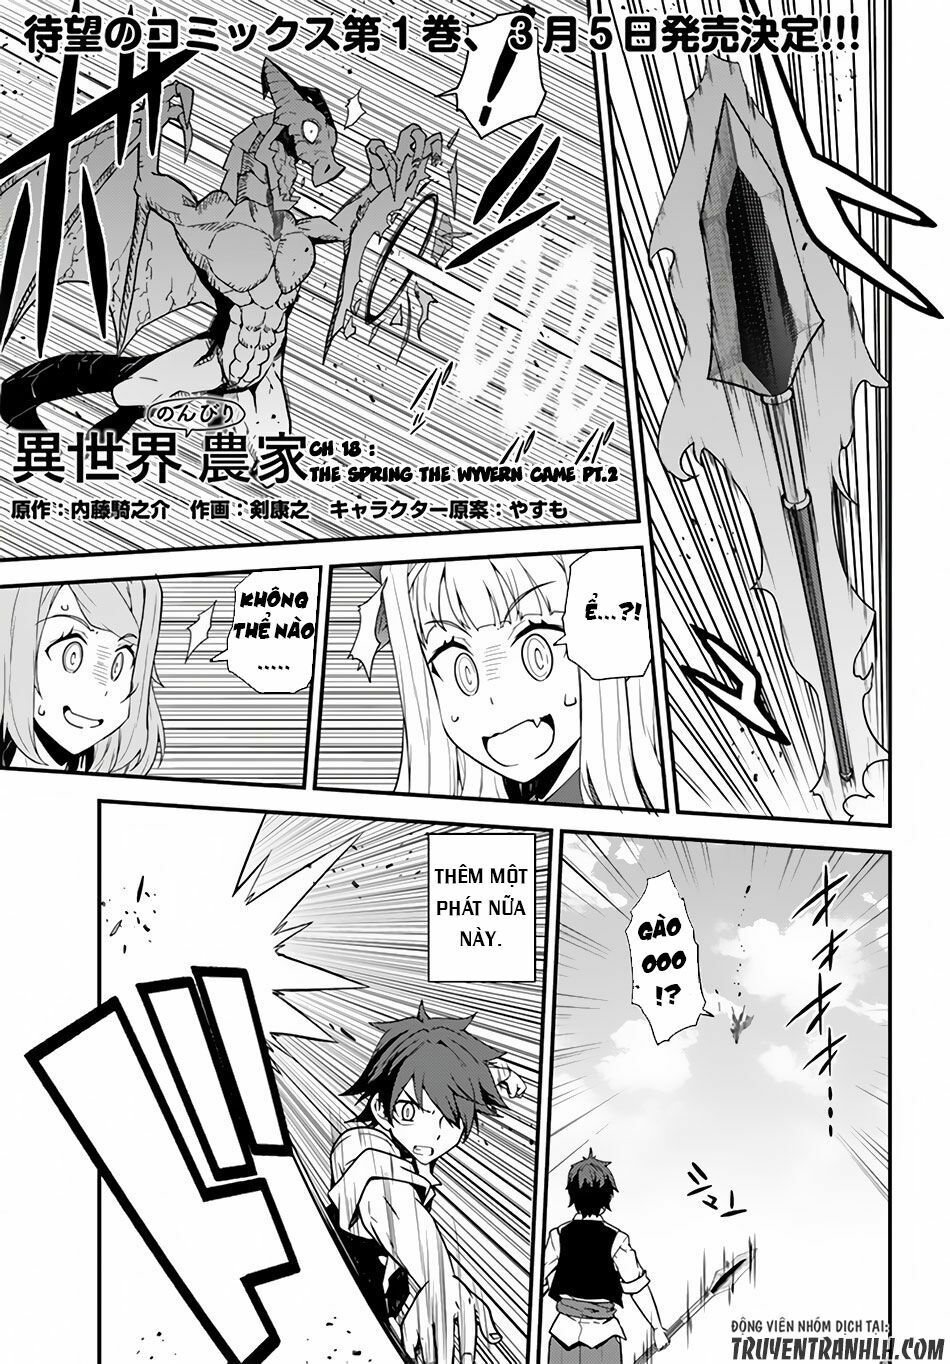 待望のコミックス第1巻、3月5日発売決定!!!
!
のんびり
異世界 農家
CH 18 :
THE SPRING THE WYVERN CAME PT.2
原作：内藤騎之介　作画：剣康之　キャラクター原案：やすも
Ể...?!
KHÔNG
THỂ NÀO
.....
GÀO
OOO
!?
シュー
THÊM MỘT
PHÁT NỮA
NÀY.
ĐỘNG VIÊN NHÓM DỊCH TẠI:
TRUYENTRANHLH.COM